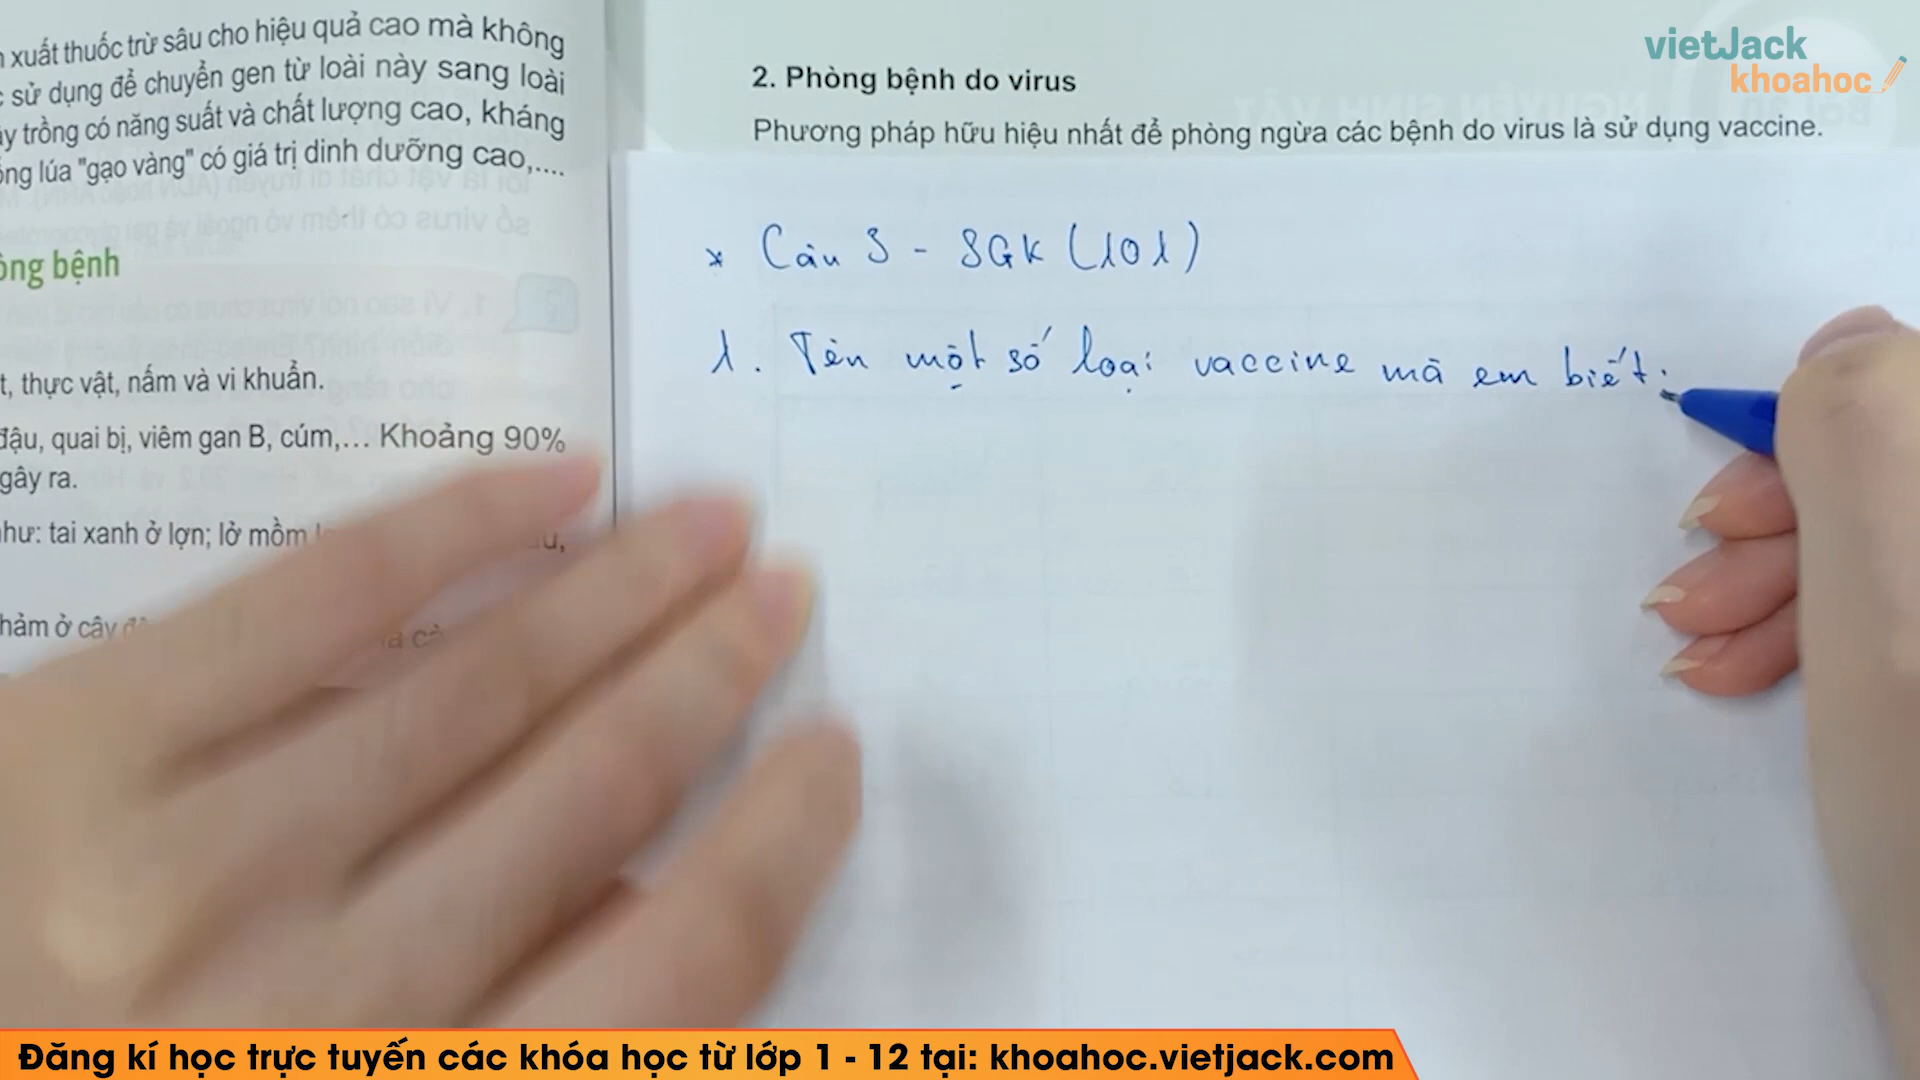 xuất thuốc trừ sâu cho hiệu quả cao mà không
sử dụng để chuyển gen từ loài này sang loài
trồng có năng suất và chất lượng cao, kháng
lúa "gạo vàng" có giá trị dinh dưỡng cao,....
bệnh
thực vật, nấm và vi khuẩn.
đậu, quai bị, viêm gan B, cúm,... Khoảng 90%
gây ra.
như: tai xanh ở lợn; lở mồm
ở cây
vietJack
khoahoc
2. Phòng bệnh do virus
Phương pháp hữu hiệu nhất để phòng ngừa các bệnh do virus là sử dụng vaccine.
* Câu 3 - SGK (101)
1. Tên một số loại vaccine mà em biết:
Đăng kí học trực tuyến các khóa học từ lớp 1 - 12 tại: khoahoc.vietjack.com